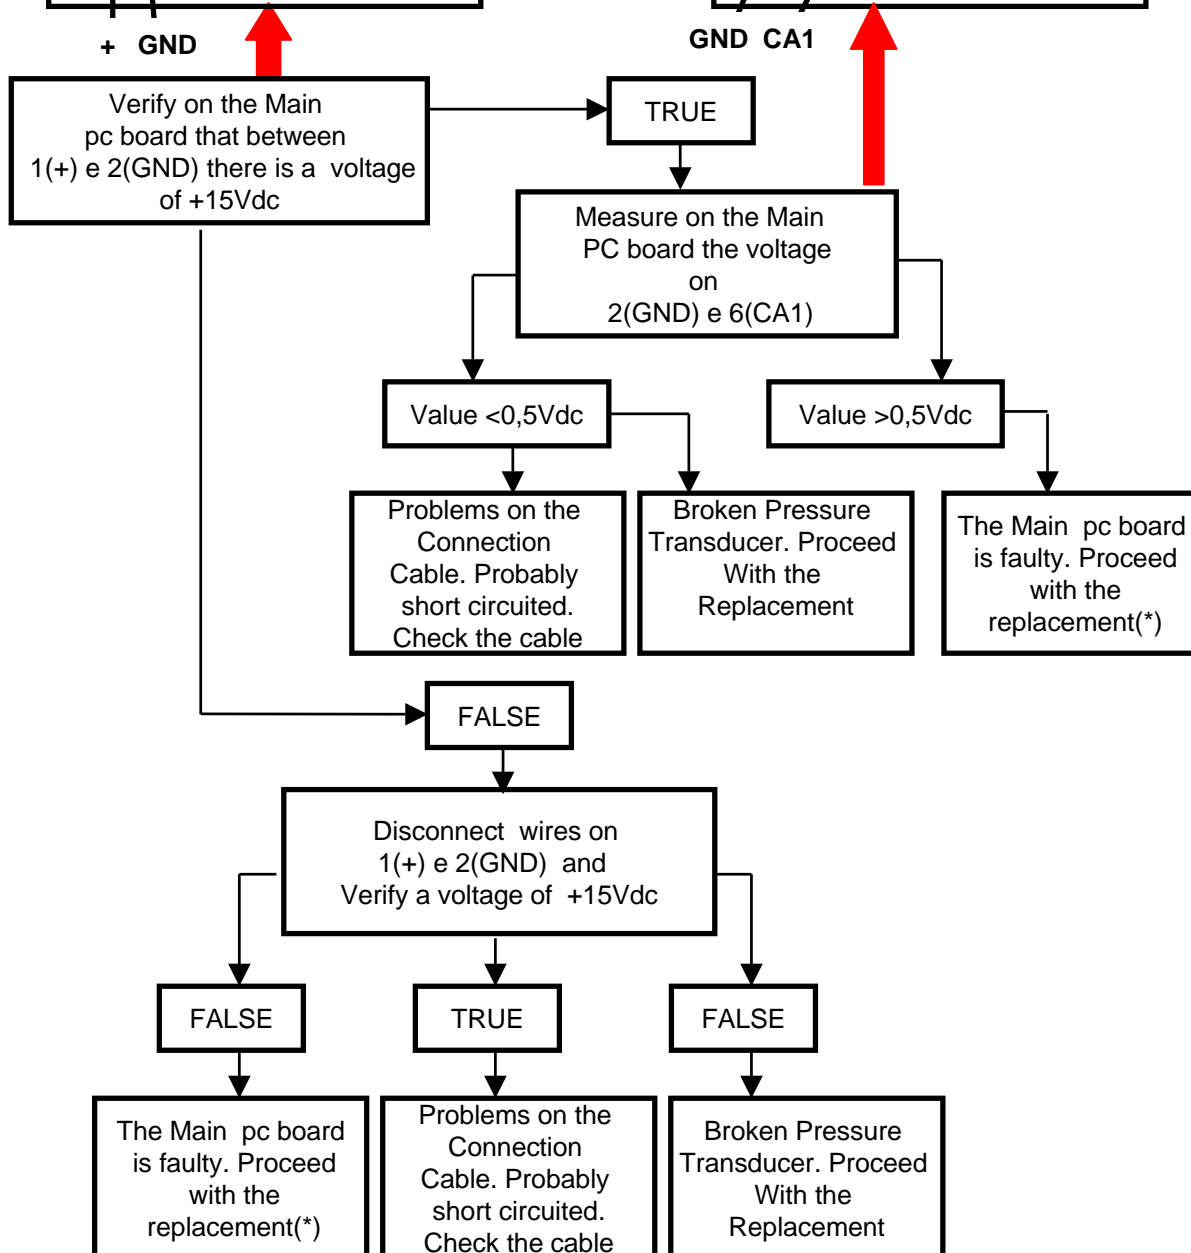 + GND
GND CA1
Verify on the Main
pc board that between
1(+) e 2(GND) there is a voltage
of +15Vdc
TRUE
Measure on the Main
PC board the voltage
on
2(GND) e 6(CA1)
Value <0,5Vdc
Value >0,5Vdc
Problems on the
Connection
Cable. Probably
short circuited.
Check the cable
Broken Pressure
Transducer. Proceed
With the
Replacement
The Main pc board
is faulty. Proceed
with the
replacement(*)
FALSE
Disconnect wires on
1(+) e 2(GND) and
Verify a voltage of +15Vdc
FALSE
TRUE
FALSE
The Main pc board
is faulty. Proceed
with the
replacement(*)
Problems on the
Connection
Cable. Probably
short circuited.
Check the cable
Broken Pressure
Transducer. Proceed
With the
Replacement